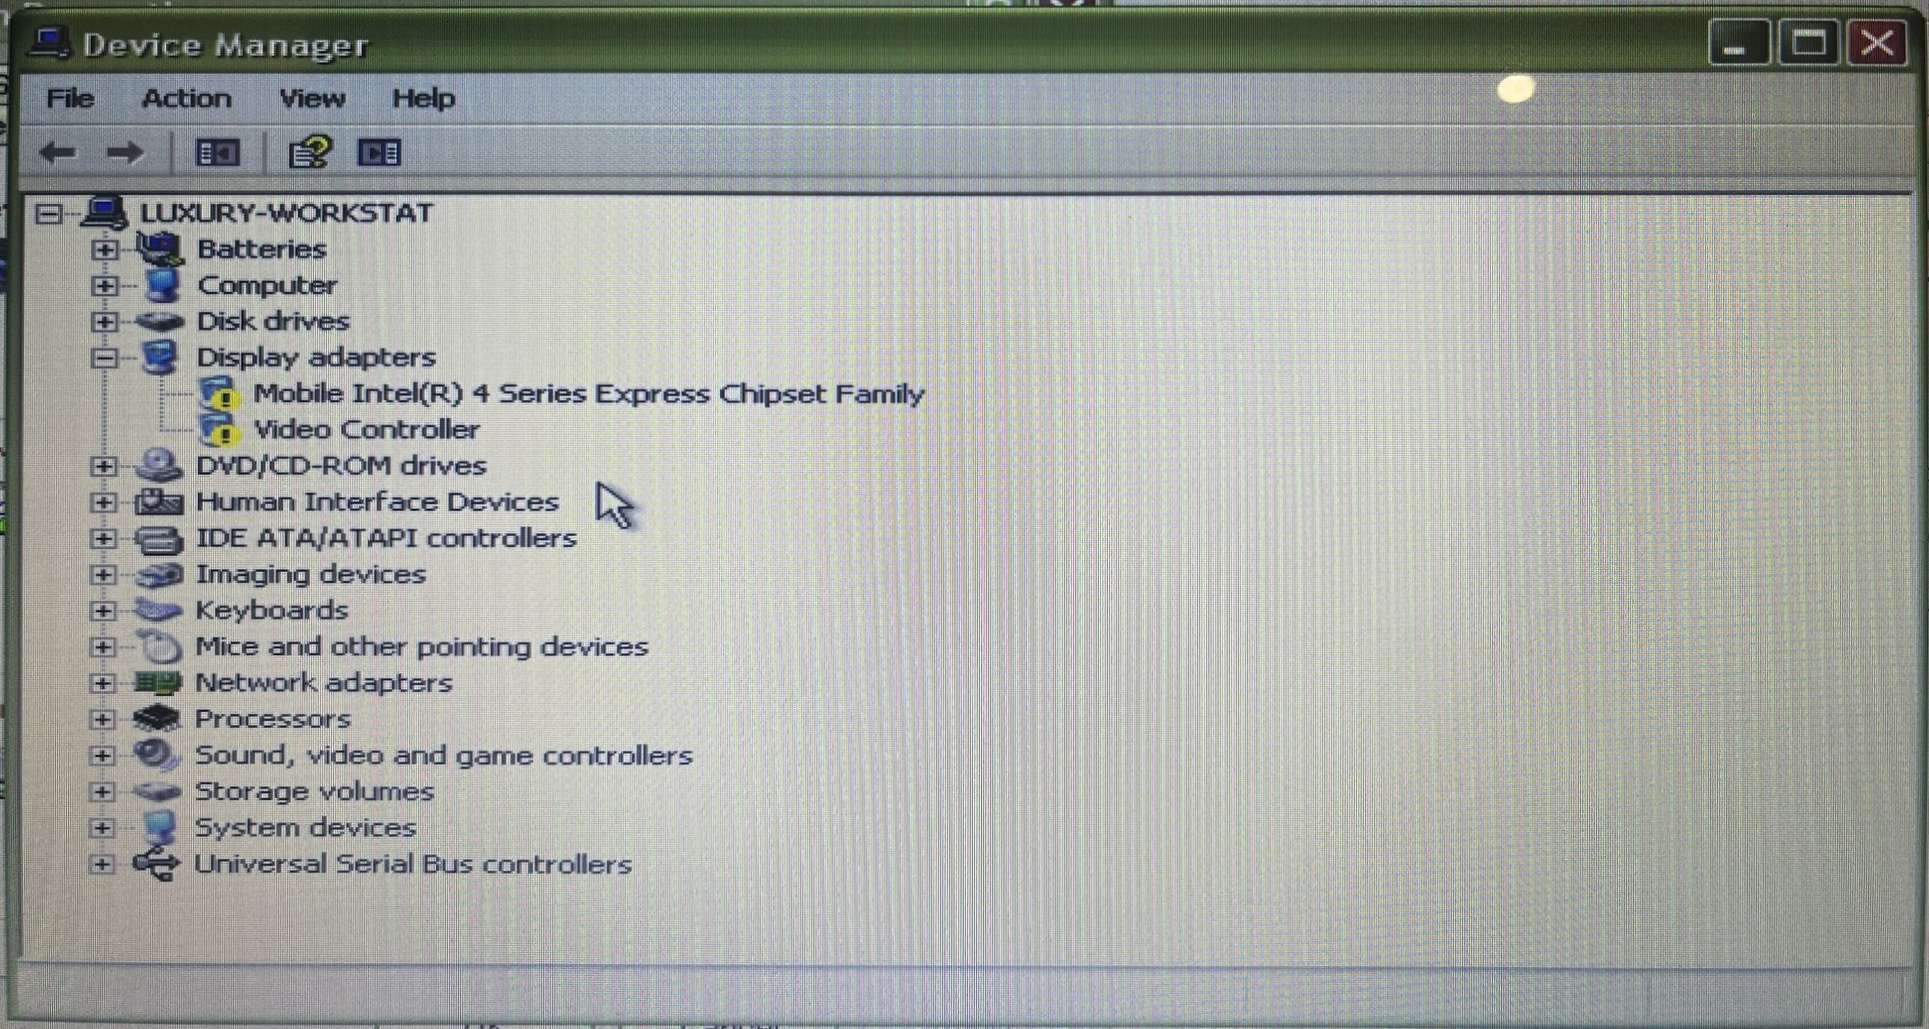 Device Manager
File Action View Help
LUXURY-WORKSTAT
Batteries
Computer
Disk drives
Display adapters
Mobile Intel(R) 4 Series Express Chipset Family
Video Controller
DVD/CD-ROM drives
Human Interface Devices
IDE ATA/ATAPI controllers
Imaging devices
Keyboards
Mice and other pointing devices
Network adapters
Processors
Sound, video and game controllers
Storage volumes
System devices
Universal Serial Bus controllers